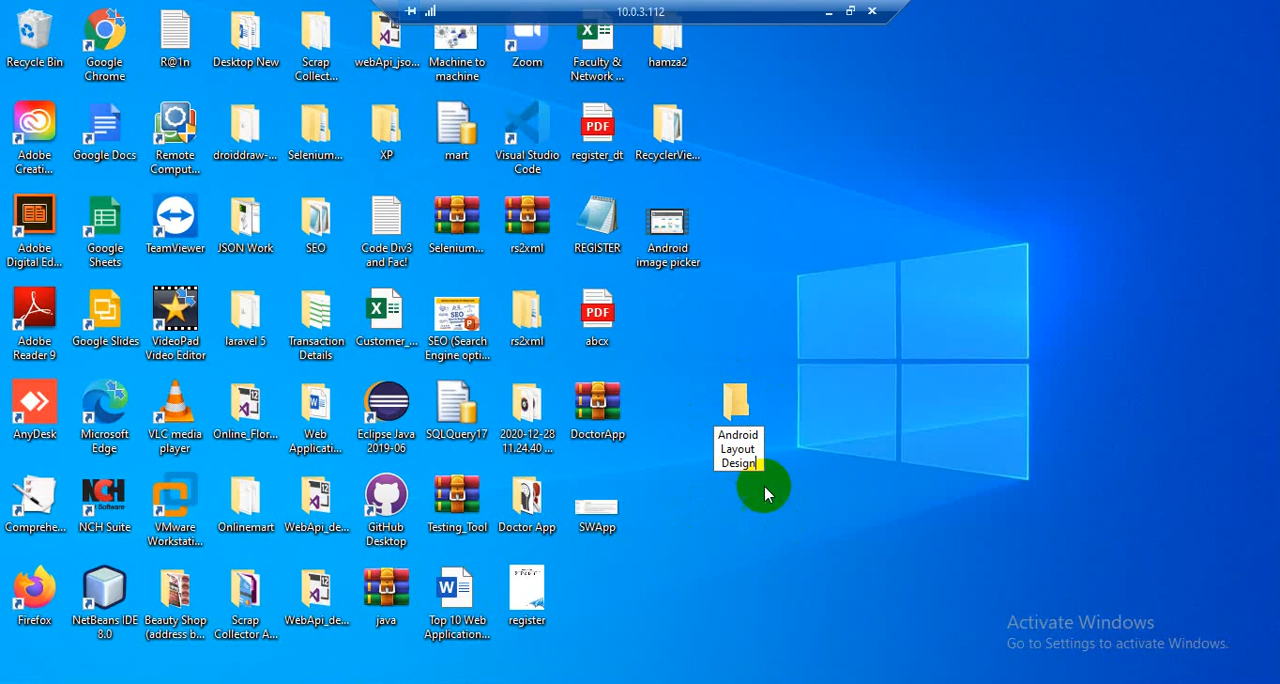 10.0.3.112
Recycle Bin
Google
Chrome
R@1n
Desktop New
Scrap
Collect...
webApi_jso...
Machine to
machine
Zoom
Faculty &
Network ...
hamza2
Adobe
Creati...
Google Docs
Remote
Comput...
droiddraw-...
Selenium...
XP
mart
Visual Studio
Code
PDF
register_dt
RecyclerVie...
Adobe
Digital Ed...
Google
Sheets
TeamViewer
JSON Work
SEO
Code Div3
and Fac!
Selenium...
rs2xml
REGISTER
Android
image picker
Adobe
Reader 9
Google Slides
VideoPad
Video Editor
laravel 5
Transaction
Details
Customer_...
SEO (Search
Engine opti...
rs2xml
PDF
abcx
AnyDesk
Microsoft
Edge
VLC media
player
Online_Flor...
Web
Applicati...
Eclipse Java
2019-06
SQLQuery17
2020-12-28
11.24.40 ...
DoctorApp
Android
Layout
Design
Comprehe...
NCH
Software
NCH Suite
VMware
Workstati...
Onlinemart
WebApi_de...
GitHub
Desktop
Testing_Tool
Doctor App
SWApp
Firefox
NetBeans IDE
8.0
Beauty Shop
(address b...
Scrap
Collector A...
WebApi_de...
java
Top 10 Web
Application...
register
Activate Windows
Go to Settings to activate Windows.